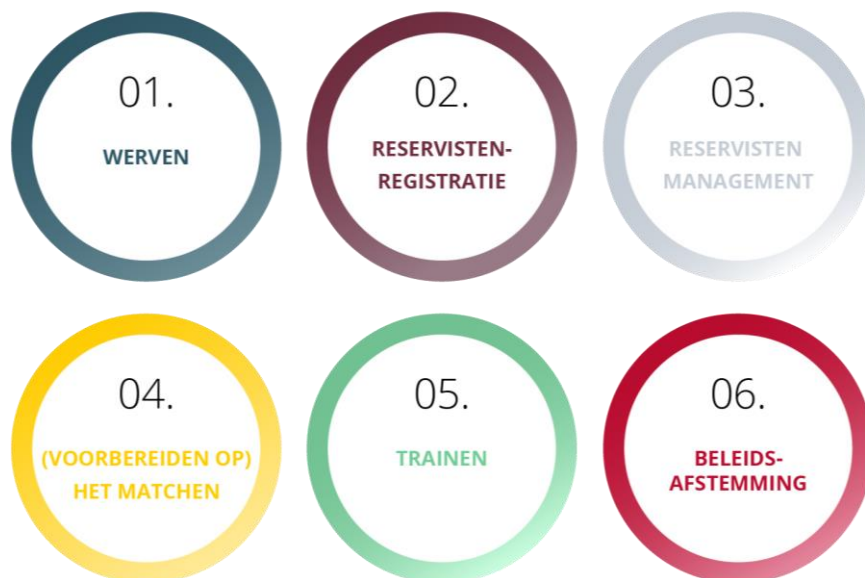 01.
WERVEN
02.
RESERVISTEN-
REGISTRATIE
03.
RESERVISTEN
MANAGEMENT
04.
(VOORBEREIDEN OP)
HET MATCHEN
05.
TRAINEN
06.
BELEIDS-
AFSTEMMING